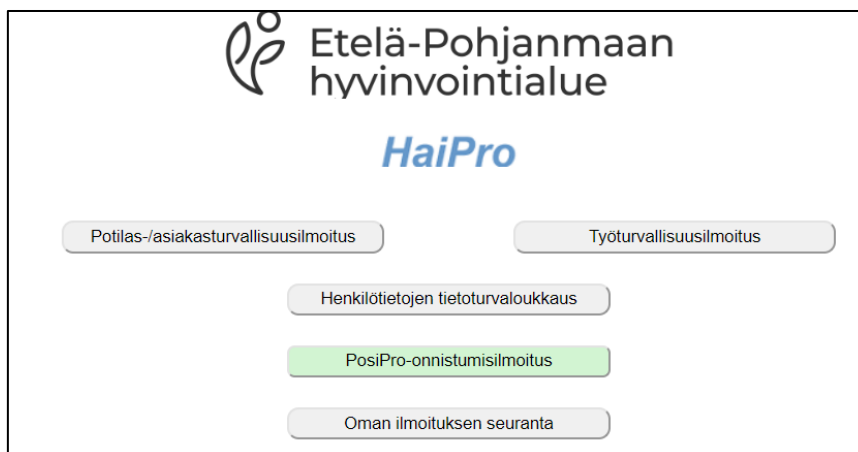 Etelä-Pohjanmaan
hyvinvointialue
HaiPro
Potilas-/asiakasturvallisuusilmoitus
Työturvallisuusilmoitus
Henkilötietojen tietoturvaloukkaus
PosiPro-onnistumisilmoitus
Oman ilmoituksen seuranta